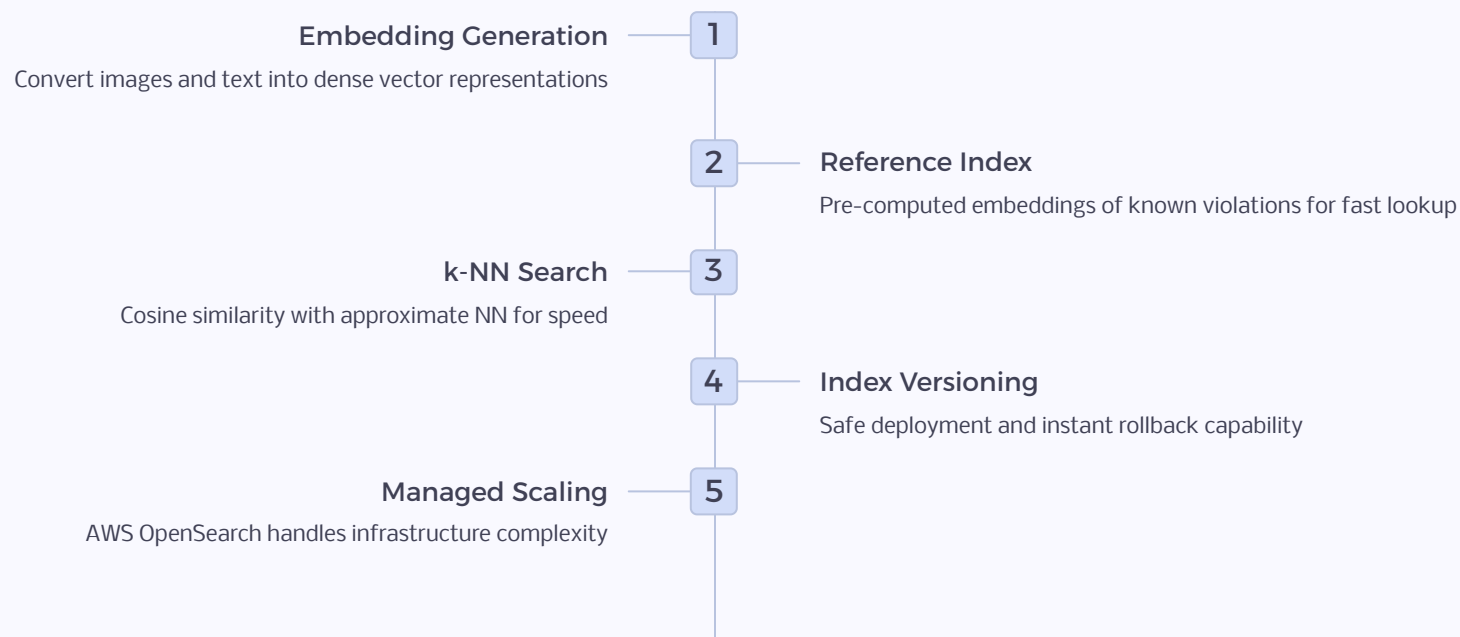 Embedding Generation
1
Convert images and text into dense vector representations
2
Reference Index
Pre-computed embeddings of known violations for fast lookup
k-NN Search
3
Cosine similarity with approximate NN for speed
4
Index Versioning
Safe deployment and instant rollback capability
Managed Scaling
5
AWS OpenSearch handles infrastructure complexity